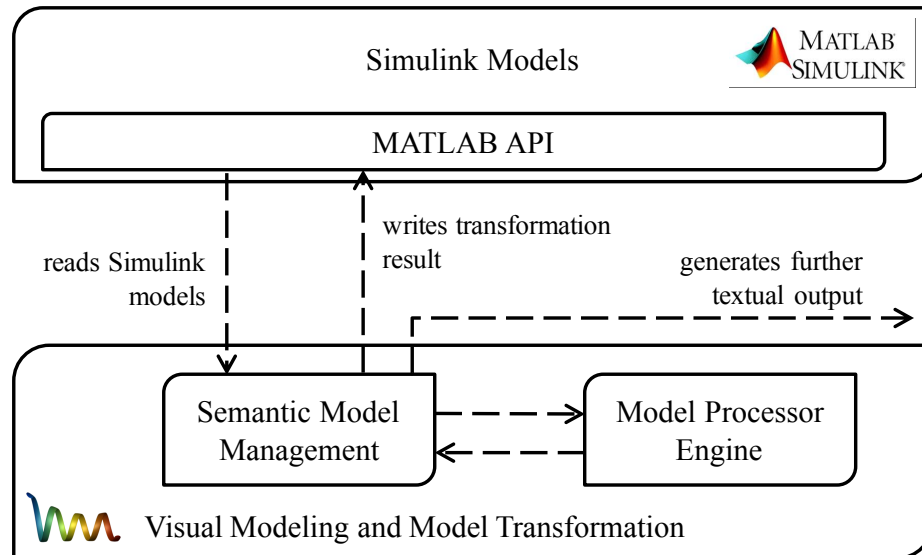 Simulink Models
MATLAB
SIMULINK®
MATLAB API
reads Simulink
models
writes transformation
result
generates further
textual output
Semantic Model
Management
Model Processor
Engine
Visual Modeling and Model Transformation